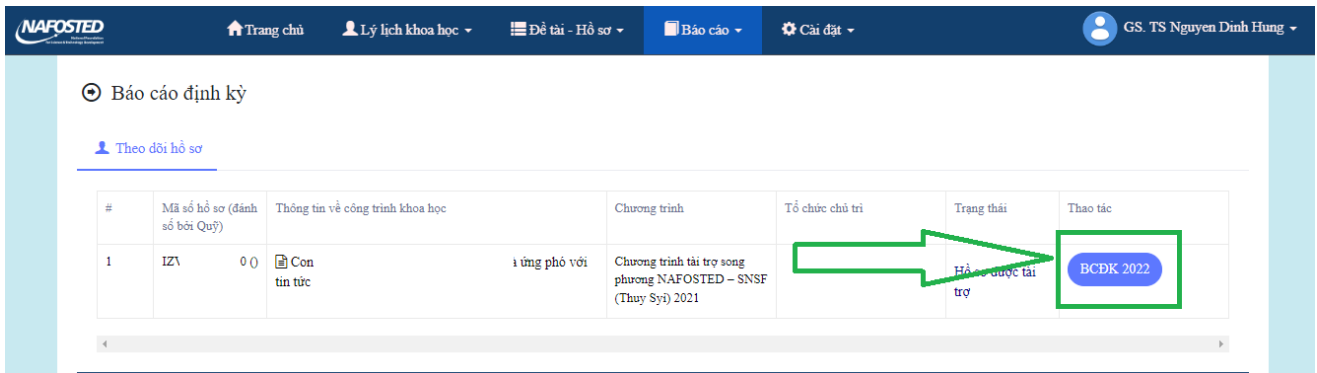 NAFOSTED
Trang chủ
Lý lịch khoa học
Đề tài - Hồ sơ
Báo cáo
Cài đặt
GS. TS Nguyen Dinh Hung
Báo cáo định kỳ
Theo dõi hồ sơ
#
Mã số hồ sơ (đánh
số bởi Quỹ)
Thông tin về công trình khoa học
Chương trình
Tổ chức chủ trì
Trạng thái
Thao tác
1
0 ()
Con
tin tức
ứng phó với
Chương trình tài trợ song
phương NAFOSTED – SNSF
(Thuỵ Syĩ) 2021
Hồ sơ được tài
trợ
BCĐK 2022